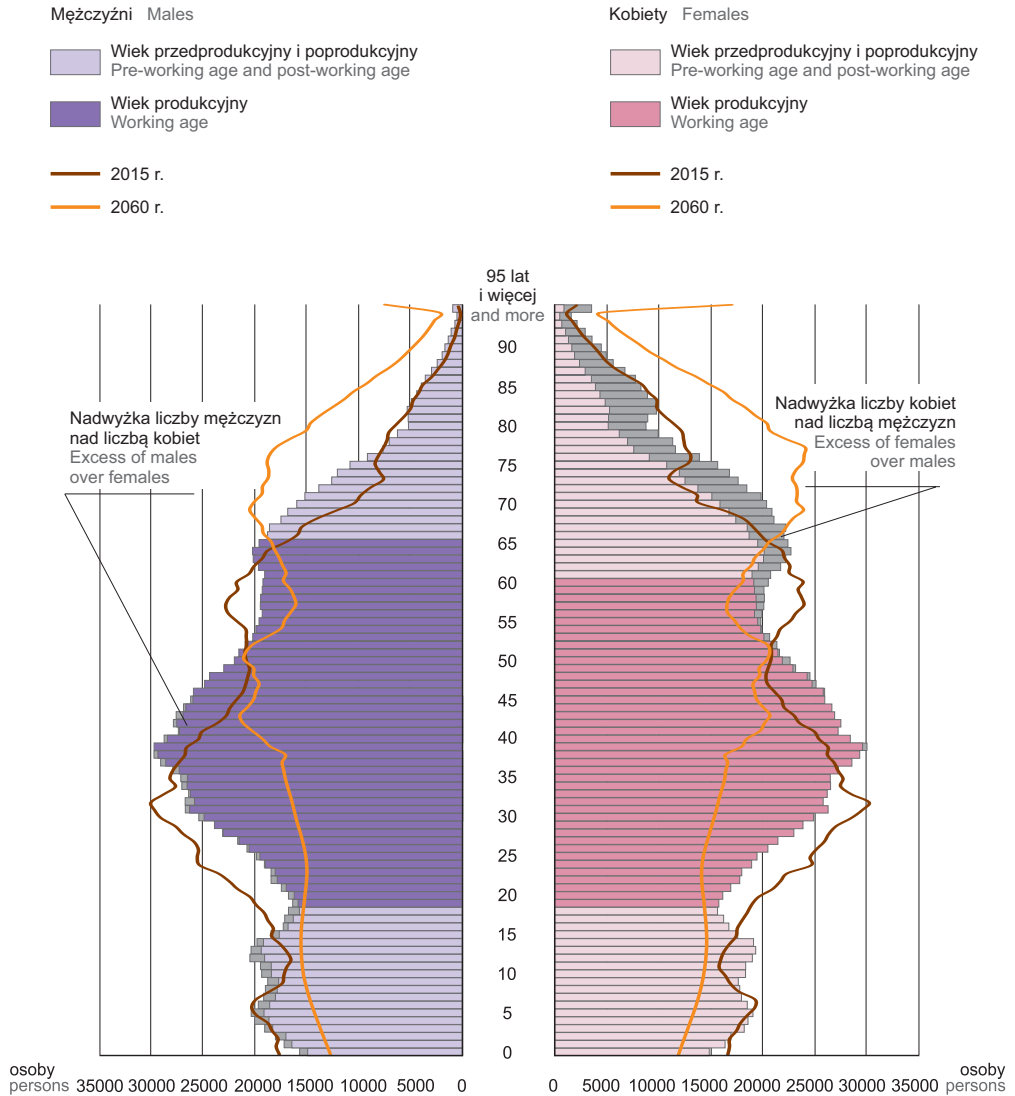 Mężczyźni Males
Wiek przedprodukcyjny i poprodukcyjny
Pre-working age and post-working age
Wiek produkcyjny
Working age
2015 r.
2060 r.
Kobiety Females
Wiek przedprodukcyjny i poprodukcyjny
Pre-working age and post-working age
Wiek produkcyjny
Working age
2015 r.
2060 r.
95 lat
i więcej
and more
90
85
80
75
70
65
60
55
50
45
40
35
30
25
20
15
10
5
0
Nadwyżka liczby mężczyzn
nad liczbą kobiet
Excess of males
over females
Nadwyżka liczby kobiet
nad liczbą mężczyzn
Excess of females
over males
osoby
persons
35000 30000 25000 20000 15000 10000 5000 0
0 5000 10000 15000 20000 25000 30000 35000
osoby
persons